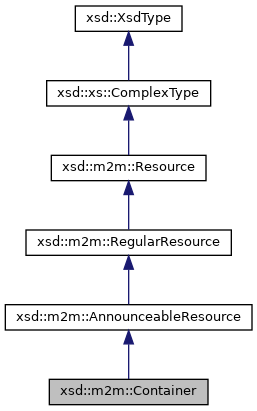 xsd::XsdType
xsd::xs::ComplexType
xsd::m2m::Resource
xsd::m2m::RegularResource
xsd::m2m::AnnounceableResource
xsd::m2m::Container